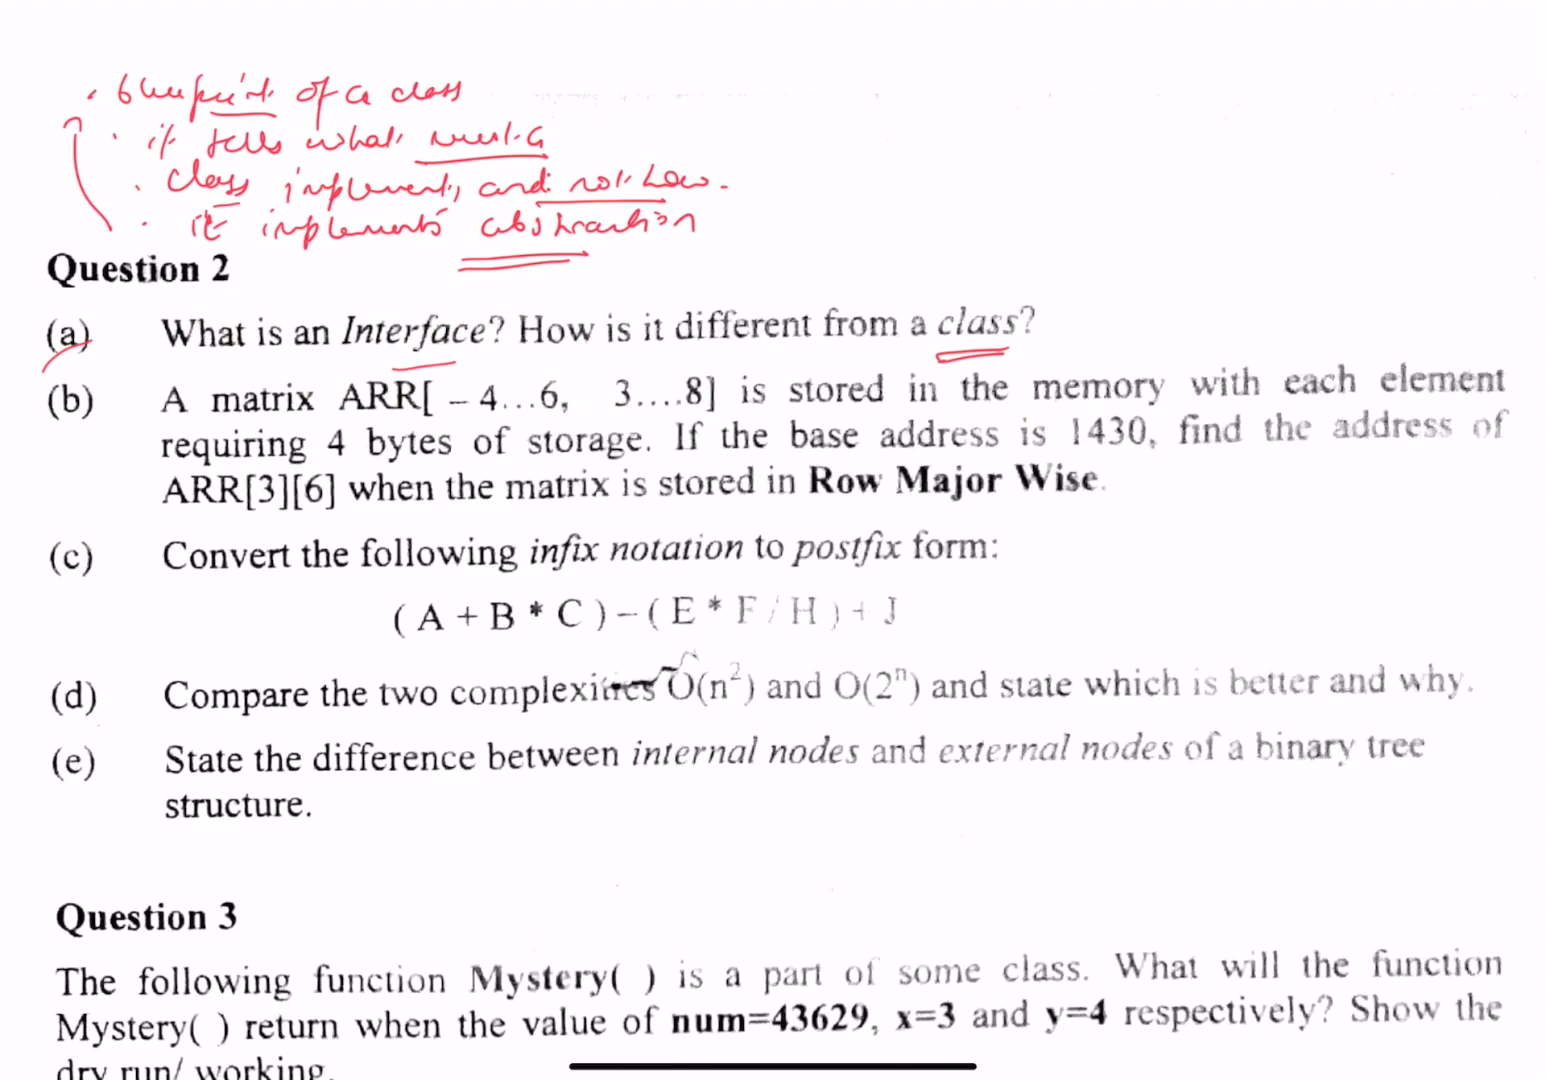 . blueprint of a class
. it tells what must a
. class implement, and not how.
. it implements abstraction
Question 2
(a) What is an Interface? How is it different from a class?
(b) A matrix ARR[ – 4...6, 3....8] is stored in the memory with each element
requiring 4 bytes of storage. If the base address is 1430, find the address of
ARR[3][6] when the matrix is stored in Row Major Wise.
(c) Convert the following infix notation to postfix form:
( A + B * C ) – ( E * F / H ) + J
(d) Compare the two complexities O(n²) and O(2ⁿ) and state which is better and why.
(e) State the difference between internal nodes and external nodes of a binary tree
structure.
Question 3
The following function Mystery( ) is a part of some class. What will the function
Mystery( ) return when the value of num=43629, x=3 and y=4 respectively? Show the
dry run/ working.